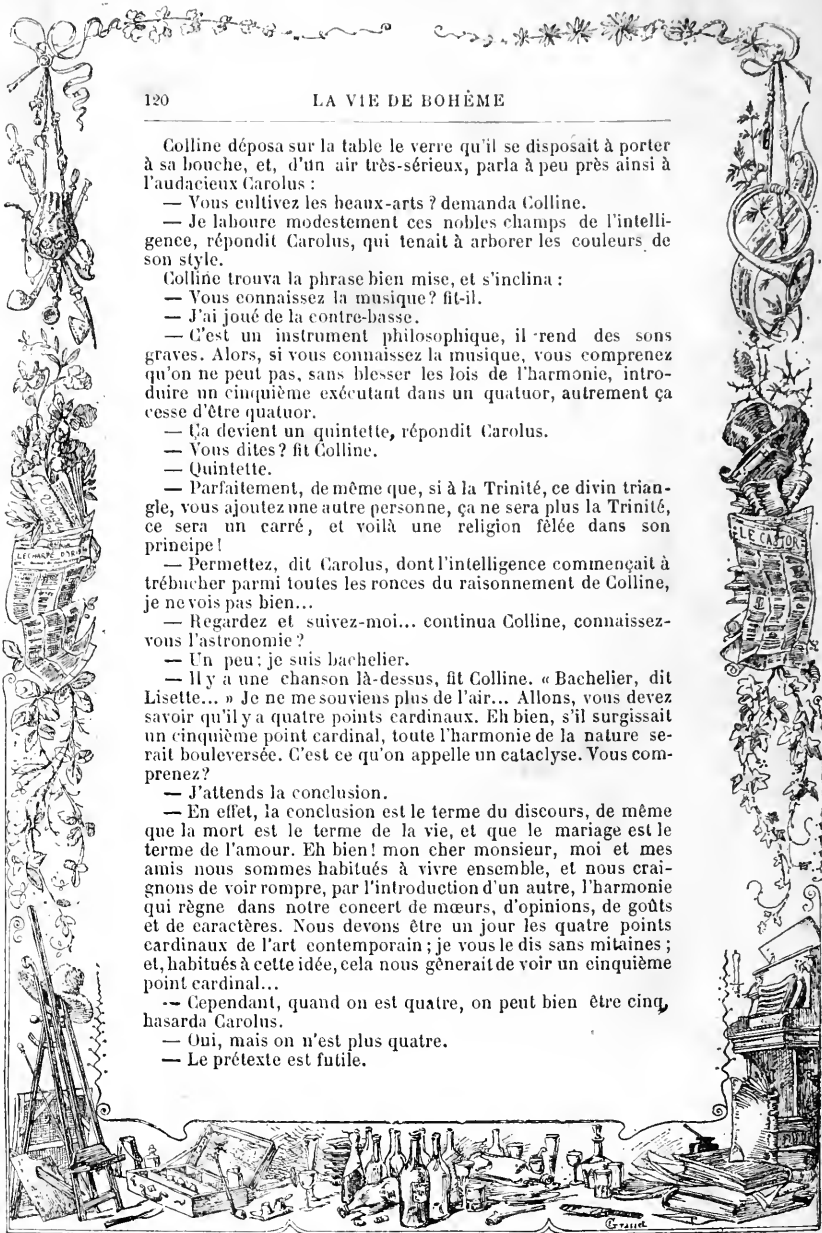 120 LA VIE DE BOHÈME
Colline déposa sur la table le verre qu'il se disposait à porter
à sa bouche, et, d'un air très-sérieux, parla à peu près ainsi à
l'audacieux Carolus :
— Vous cultivez les beaux-arts ? demanda Colline.
— Je laboure modestement ces nobles champs de l'intelli-
gence, répondit Carolus, qui tenait à arborer les couleurs de
son style.
Colline trouva la phrase bien mise, et s'inclina :
— Vous connaissez la musique ? fit-il.
— J'ai joué de la contre-basse.
— C'est un instrument philosophique, il rend des sons
graves. Alors, si vous connaissez la musique, vous comprenez
qu'on ne peut pas, sans blesser les lois de l'harmonie, intro-
duire un cinquième exécutant dans un quatuor, autrement ça
cesse d'être quatuor.
— Ça devient un quintette, répondit Carolus.
— Vous dites ? fit Colline.
— Quintette.
— Parfaitement, de même que, si à la Trinité, ce divin trian-
gle, vous ajoutez une autre personne, ça ne sera plus la Trinité,
ce sera un carré, et voilà une religion fêlée dans son
principe !
— Permettez, dit Carolus, dont l'intelligence commençait à
trébucher parmi toutes les ronces du raisonnement de Colline,
je ne vois pas bien...
— Regardez et suivez-moi... continua Colline, connaissez-
vous l'astronomie ?
— Un peu ; je suis bachelier.
— Il y a une chanson là-dessus, fit Colline. « Bachelier, dit
Lisette... » Je ne me souviens plus de l'air... Allons, vous devez
savoir qu'il y a quatre points cardinaux. Eh bien, s'il surgissait
un cinquième point cardinal, toute l'harmonie de la nature se-
rait bouleversée. C'est ce qu'on appelle un cataclyse. Vous com-
prenez ?
— J'attends la conclusion.
— En effet, la conclusion est le terme du discours, de même
que la mort est le terme de la vie, et que le mariage est le
terme de l'amour. Eh bien ! mon cher monsieur, moi et mes
amis nous sommes habitués à vivre ensemble, et nous crai-
gnons de voir rompre, par l'introduction d'un autre, l'harmonie
qui règne dans notre concert de mœurs, d'opinions, de goûts
et de caractères. Nous devons être un jour les quatre points
cardinaux de l'art contemporain ; je vous le dis sans mitaines ;
et, habitués à cette idée, cela nous gênerait de voir un cinquième
point cardinal...
— Cependant, quand on est quatre, on peut bien être cinq,
hasarda Carolus.
— Oui, mais on n'est plus quatre.
— Le prétexte est futile.
LE CASTOR
Grasset